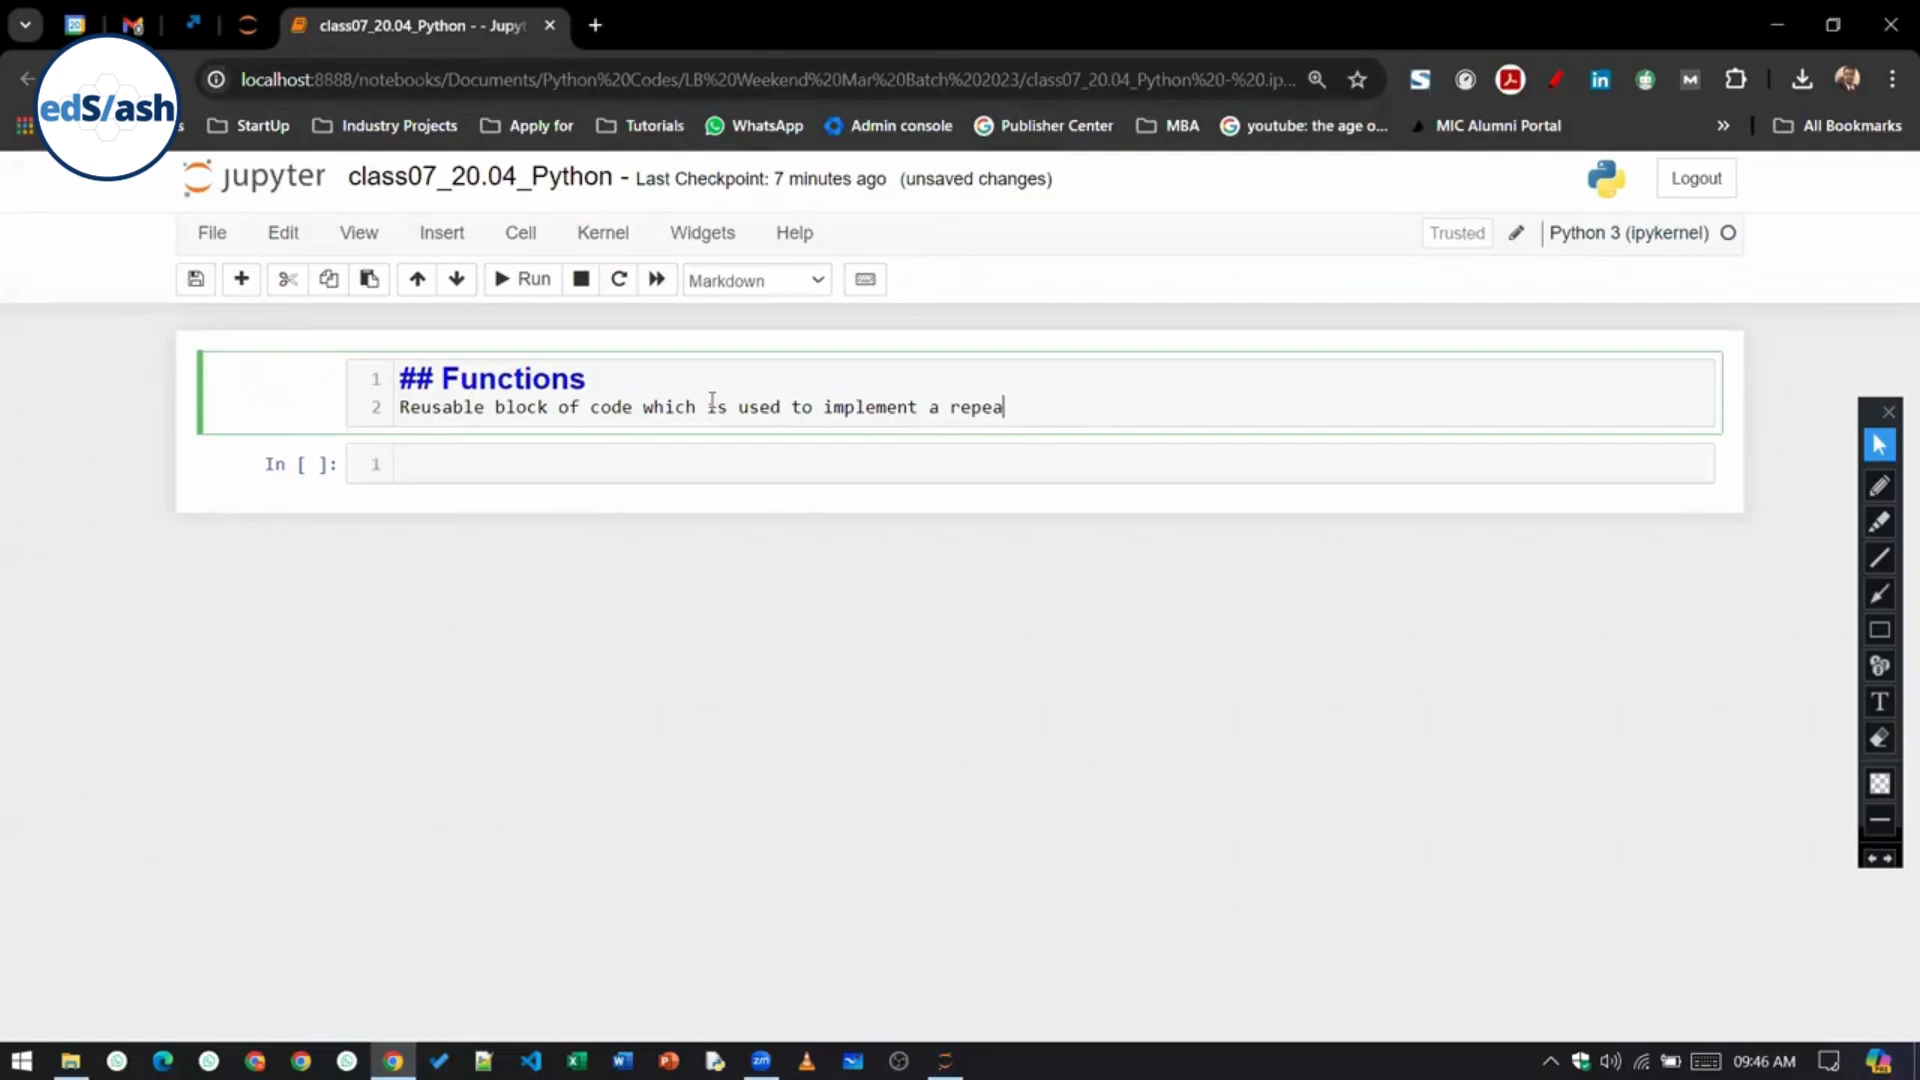 class07_20.04_Python - - Jupyt
localhost:8888/notebooks/Documents/Python%20Codes/LB%20Weekend%20Mar%20Batch%202023/class07_20.04_Python%20-%20.ip...
edS/ash
s StartUp Industry Projects Apply for Tutorials WhatsApp Admin console Publisher Center MBA youtube: the age o... MIC Alumni Portal » All Bookmarks
jupyter class07_20.04_Python - Last Checkpoint: 7 minutes ago (unsaved changes) Logout
File Edit View Insert Cell Kernel Widgets Help Trusted Python 3 (ipykernel)
Run Markdown
1 ## Functions
2 Reusable block of code which is used to implement a repea
In [ ]: 1
09:46 AM